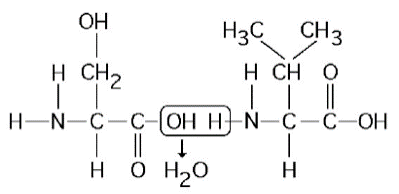 OH
H₃C CH₃
H CH₂ H CH O
H–N–C–C–OH H–N–C–C–OH
H O H₂O H